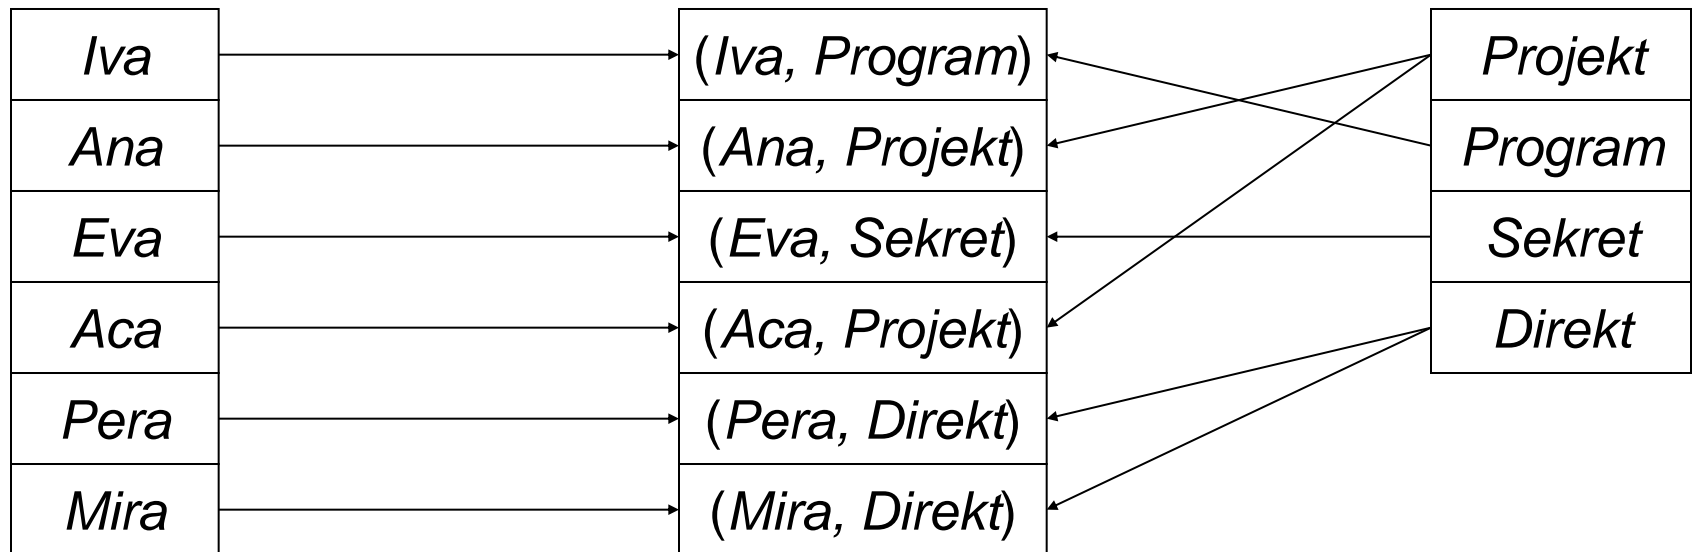 Iva
Ana
Eva
Aca
Pera
Mira
(Iva, Program)
(Ana, Projekt)
(Eva, Sekret)
(Aca, Projekt)
(Pera, Direkt)
(Mira, Direkt)
Projekt
Program
Sekret
Direkt